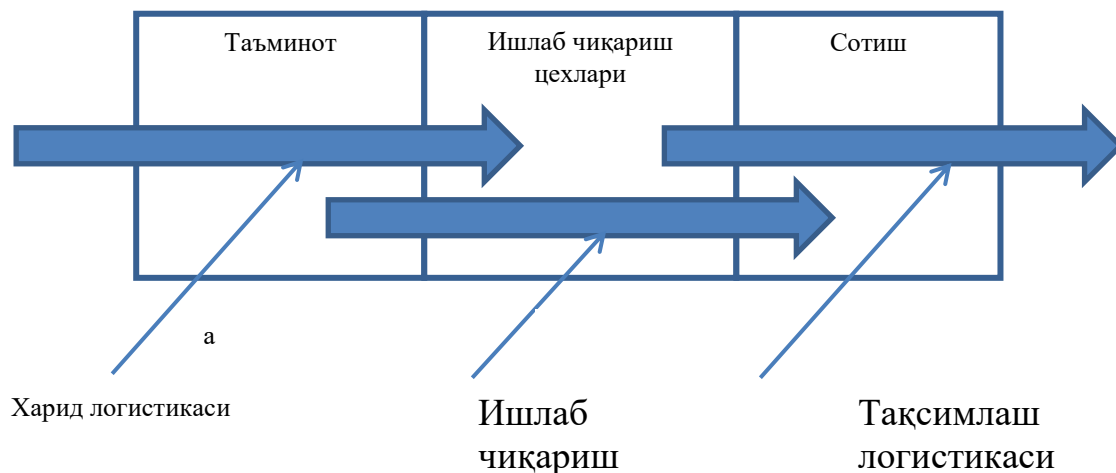 Таъминот
Ишлаб чиқариш
цехлари
Сотиш
а
Харид логистикаси
Ишлаб
чиқариш
Тақсимлаш
логистикаси